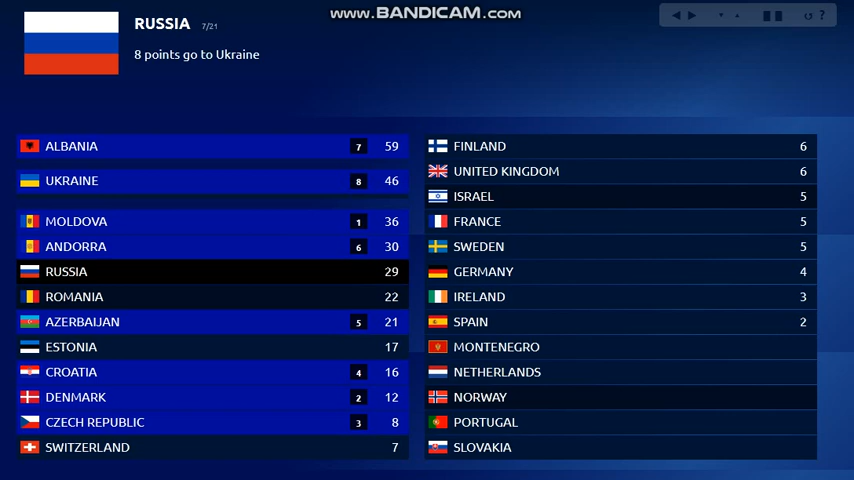 www.BANDICAM.com
RUSSIA 7/21
8 points go to Ukraine
ALBANIA 7 59
UKRAINE 8 46
MOLDOVA 1 36
ANDORRA 6 30
RUSSIA 29
ROMANIA 22
AZERBAIJAN 5 21
ESTONIA 17
CROATIA 4 16
DENMARK 2 12
CZECH REPUBLIC 3 8
SWITZERLAND 7
FINLAND 6
UNITED KINGDOM 6
ISRAEL 5
FRANCE 5
SWEDEN 5
GERMANY 4
IRELAND 3
SPAIN 2
MONTENEGRO
NETHERLANDS
NORWAY
PORTUGAL
SLOVAKIA
?